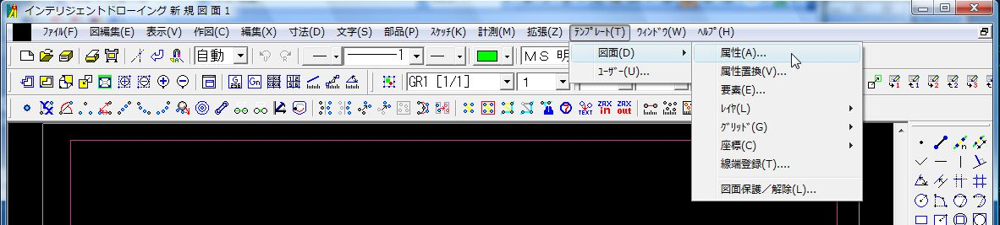 インテリジェントドローイング 新 規 図 面 1
ﾌｧｲﾙ(F) 図編集(E) 表示(V) 作図(C) 編集(X) 寸法(D) 文字(S) 部品(P) ｽｹｯﾁ(K) 計測(M) 拡張(Z) ﾃﾝﾌﾟﾚｰﾄ(T) ｳｨﾝﾄﾞｳ(W) ﾍﾙﾌﾟ(H)
自動 1 ＭＳ 明
図面(D)
ﾕｰｻﾞｰ(U)...
属性(A)...
属性置換(V)...
要素(E)...
ﾚｲﾔ(L)
ｸﾞﾘｯﾄﾞ(G)
座標(C)
線端登録(T)....
図面保護／解除(L)...
GR1 [1/1] 1
TEXT ZAX in ZAX out